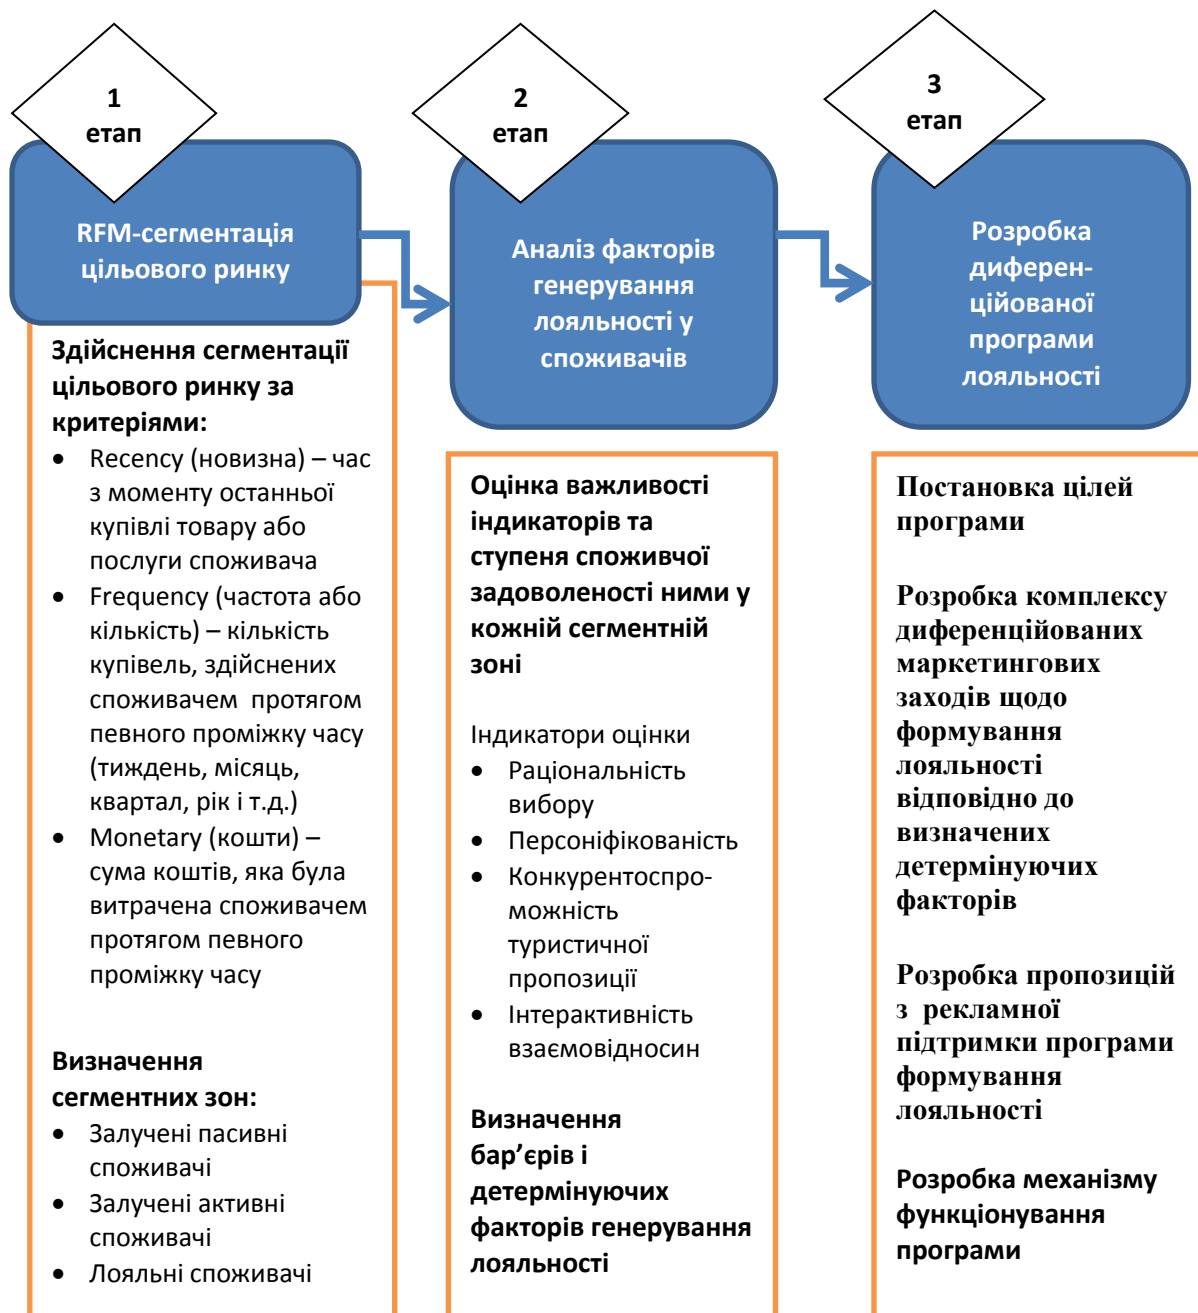 1
етап
RFM-сегментація
цільового ринку
Здійснення сегментації
цільового ринку за
критеріями:
• Recency (новизна) – час
з моменту останньої
купівлі товару або
послуги споживача
• Frequency (частота або
кількість) – кількість
купівель, здійснених
споживачем протягом
певного проміжку часу
(тиждень, місяць,
квартал, рік і т.д.)
• Monetary (кошти) –
сума коштів, яка була
витрачена споживачем
протягом певного
проміжку часу
Визначення
сегментних зон:
• Залучені пасивні
споживачі
• Залучені активні
споживачі
• Лояльні споживачі
2
етап
Аналіз факторів
генерування
лояльності у
споживачів
Оцінка важливості
індикаторів та
ступеня споживчої
задоволеності ними у
кожній сегментній
зоні
Індикатори оцінки
• Раціональність
вибору
• Персоніфікованість
• Конкурентоспро-
можність
туристичної
пропозиції
• Інтерактивність
взаємовідносин
Визначення
бар’єрів і
детермінуючих
факторів генерування
лояльності
3
етап
Розробка
диферен-
ційованої
програми
лояльності
Постановка цілей
програми
Розробка комплексу
диференційованих
маркетингових
заходів щодо
формування
лояльності
відповідно до
визначених
детермінуючих
факторів
Розробка пропозицій
з рекламної
підтримки програми
формування
лояльності
Розробка механізму
функціонування
програми